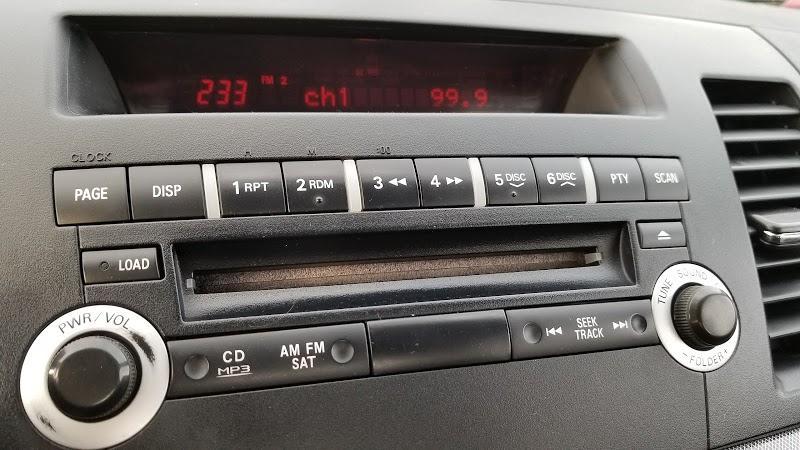 233 FM 2 ch1 99.9
CLOCK H M :00
PAGE DISP 1 RPT 2 RDM 3 ◀◀ 4 ▶▶ 5 DISC 6 DISC PTY SCAN
LOAD
PWR/VOL
CD MP3
AM FM SAT
SEEK TRACK
TUNE SOUND
− FOLDER +